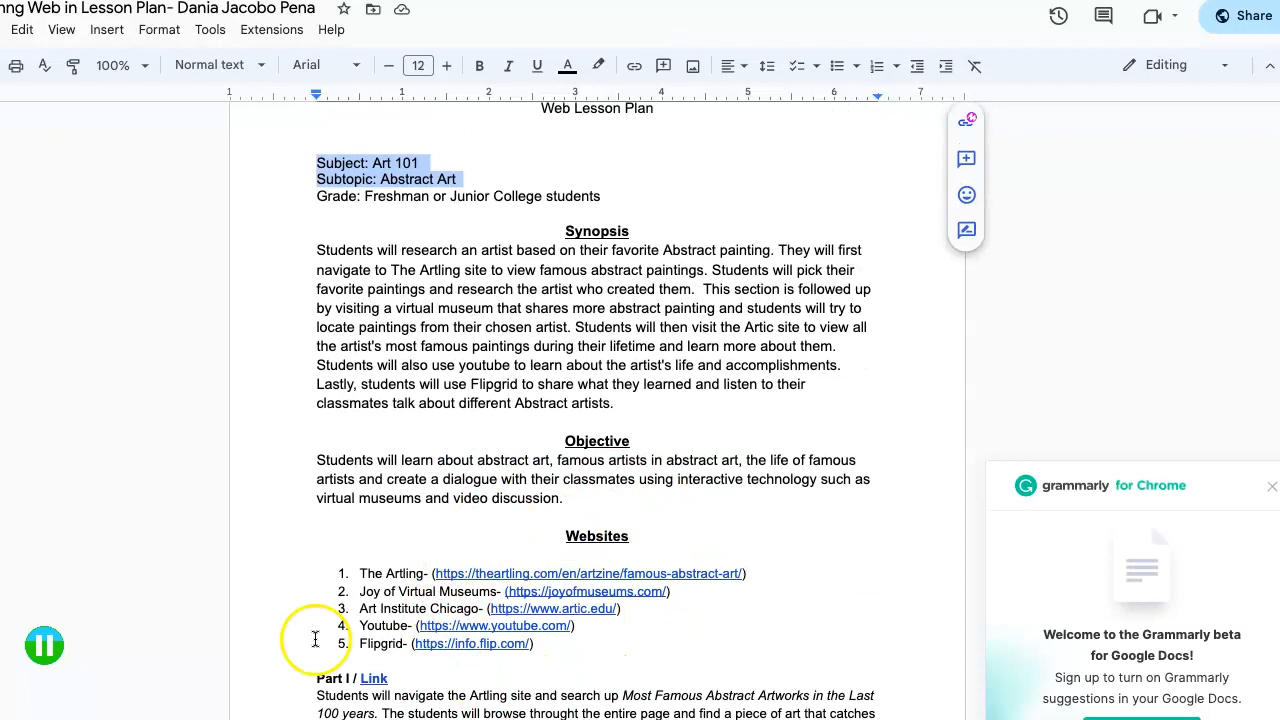 nng Web in Lesson Plan- Dania Jacobo Pena
Edit View Insert Format Tools Extensions Help
Share
100% Normal text Arial 12 Editing
1 1 2 3 4 5 6 7
Web Lesson Plan
Subject: Art 101
Subtopic: Abstract Art
Grade: Freshman or Junior College students
Synopsis
Students will research an artist based on their favorite Abstract painting. They will first
navigate to The Artling site to view famous abstract paintings. Students will pick their
favorite paintings and research the artist who created them.  This section is followed up
by visiting a virtual museum that shares more abstract painting and students will try to
locate paintings from their chosen artist. Students will then visit the Artic site to view all
the artist's most famous paintings during their lifetime and learn more about them.
Students will also use youtube to learn about the artist's life and accomplishments.
Lastly, students will use Flipgrid to share what they learned and listen to their
classmates talk about different Abstract artists.
Objective
Students will learn about abstract art, famous artists in abstract art, the life of famous
artists and create a dialogue with their classmates using interactive technology such as
virtual museums and video discussion.
Websites
1. The Artling- (https://theartling.com/en/artzine/famous-abstract-art/)
2. Joy of Virtual Museums- (https://joyofmuseums.com/)
3. Art Institute Chicago- (https://www.artic.edu/)
4. Youtube- (https://www.youtube.com/)
5. Flipgrid- (https://info.flip.com/)
Part I / Link
Students will navigate the Artling site and search up Most Famous Abstract Artworks in the Last
100 years. The students will browse throught the entire page and find a piece of art that catches
grammarly for Chrome
Welcome to the Grammarly beta
for Google Docs!
Sign up to turn on Grammarly
suggestions in your Google Docs.